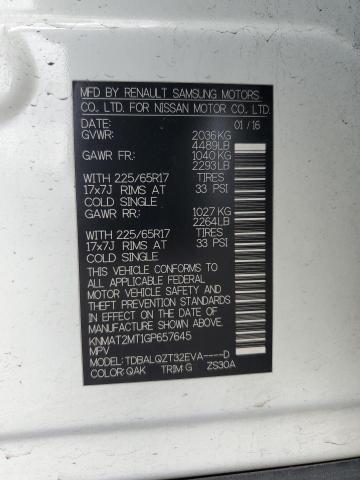 MFD BY RENAULT SAMSUNG MOTORS
CO., LTD. FOR NISSAN MOTOR CO., LTD.
DATE: 01 / 16
GVWR: 2036 KG
4489LB
GAWR FR: 1040 KG
2293LB
WITH 225/65R17 TIRES
17x7J RIMS AT 33 PSI
COLD SINGLE
GAWR RR: 1027 KG
2264LB
WITH 225/65R17 TIRES
17x7J RIMS AT 33 PSI
COLD SINGLE
THIS VEHICLE CONFORMS TO
ALL APPLICABLE FEDERAL
MOTOR VEHICLE SAFETY AND
THEFT PREVENTION STANDARDS
IN EFFECT ON THE DATE OF
MANUFACTURE SHOWN ABOVE.
KNMAT2MT1GP657645
MPV
MODEL: TDBALQZT32EVA----D
COLOR: QAK TRIM: G ZS30A